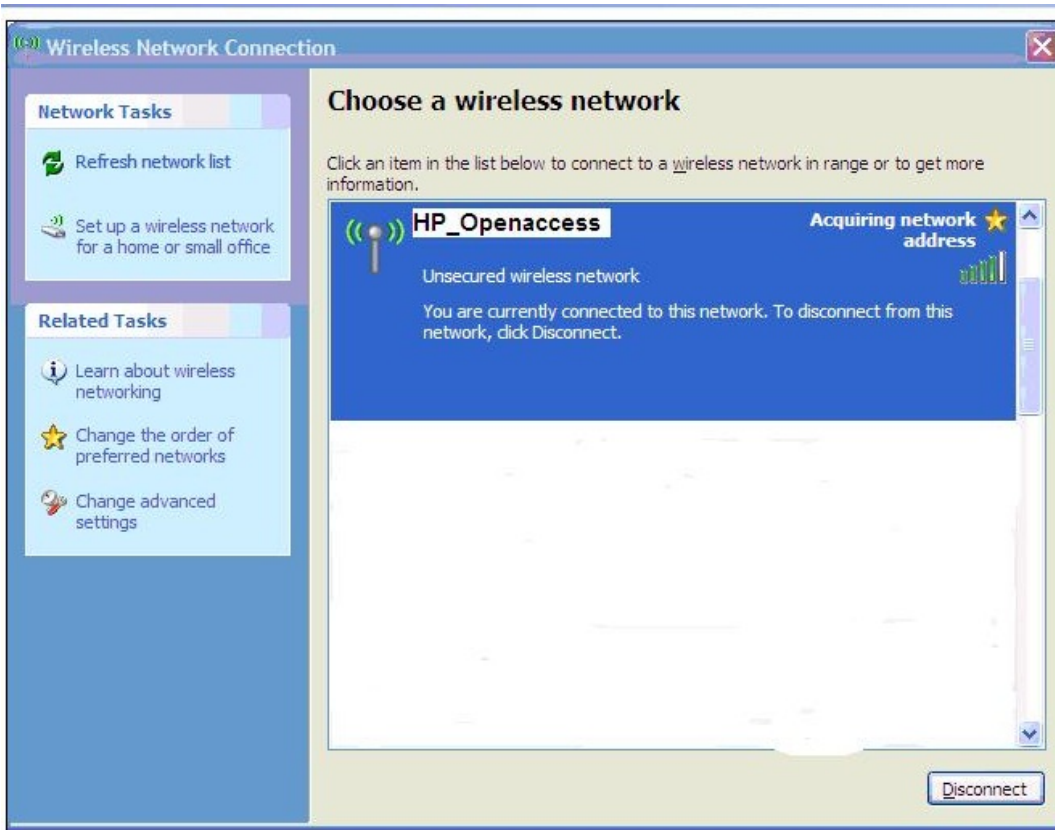 Wireless Network Connection
Network Tasks
Refresh network list
Set up a wireless network
for a home or small office
Related Tasks
Learn about wireless
networking
Change the order of
preferred networks
Change advanced
settings
Choose a wireless network
Click an item in the list below to connect to a wireless network in range or to get more
information.
HP_Openaccess
Acquiring network
address
Unsecured wireless network
You are currently connected to this network. To disconnect from this
network, click Disconnect.
Disconnect